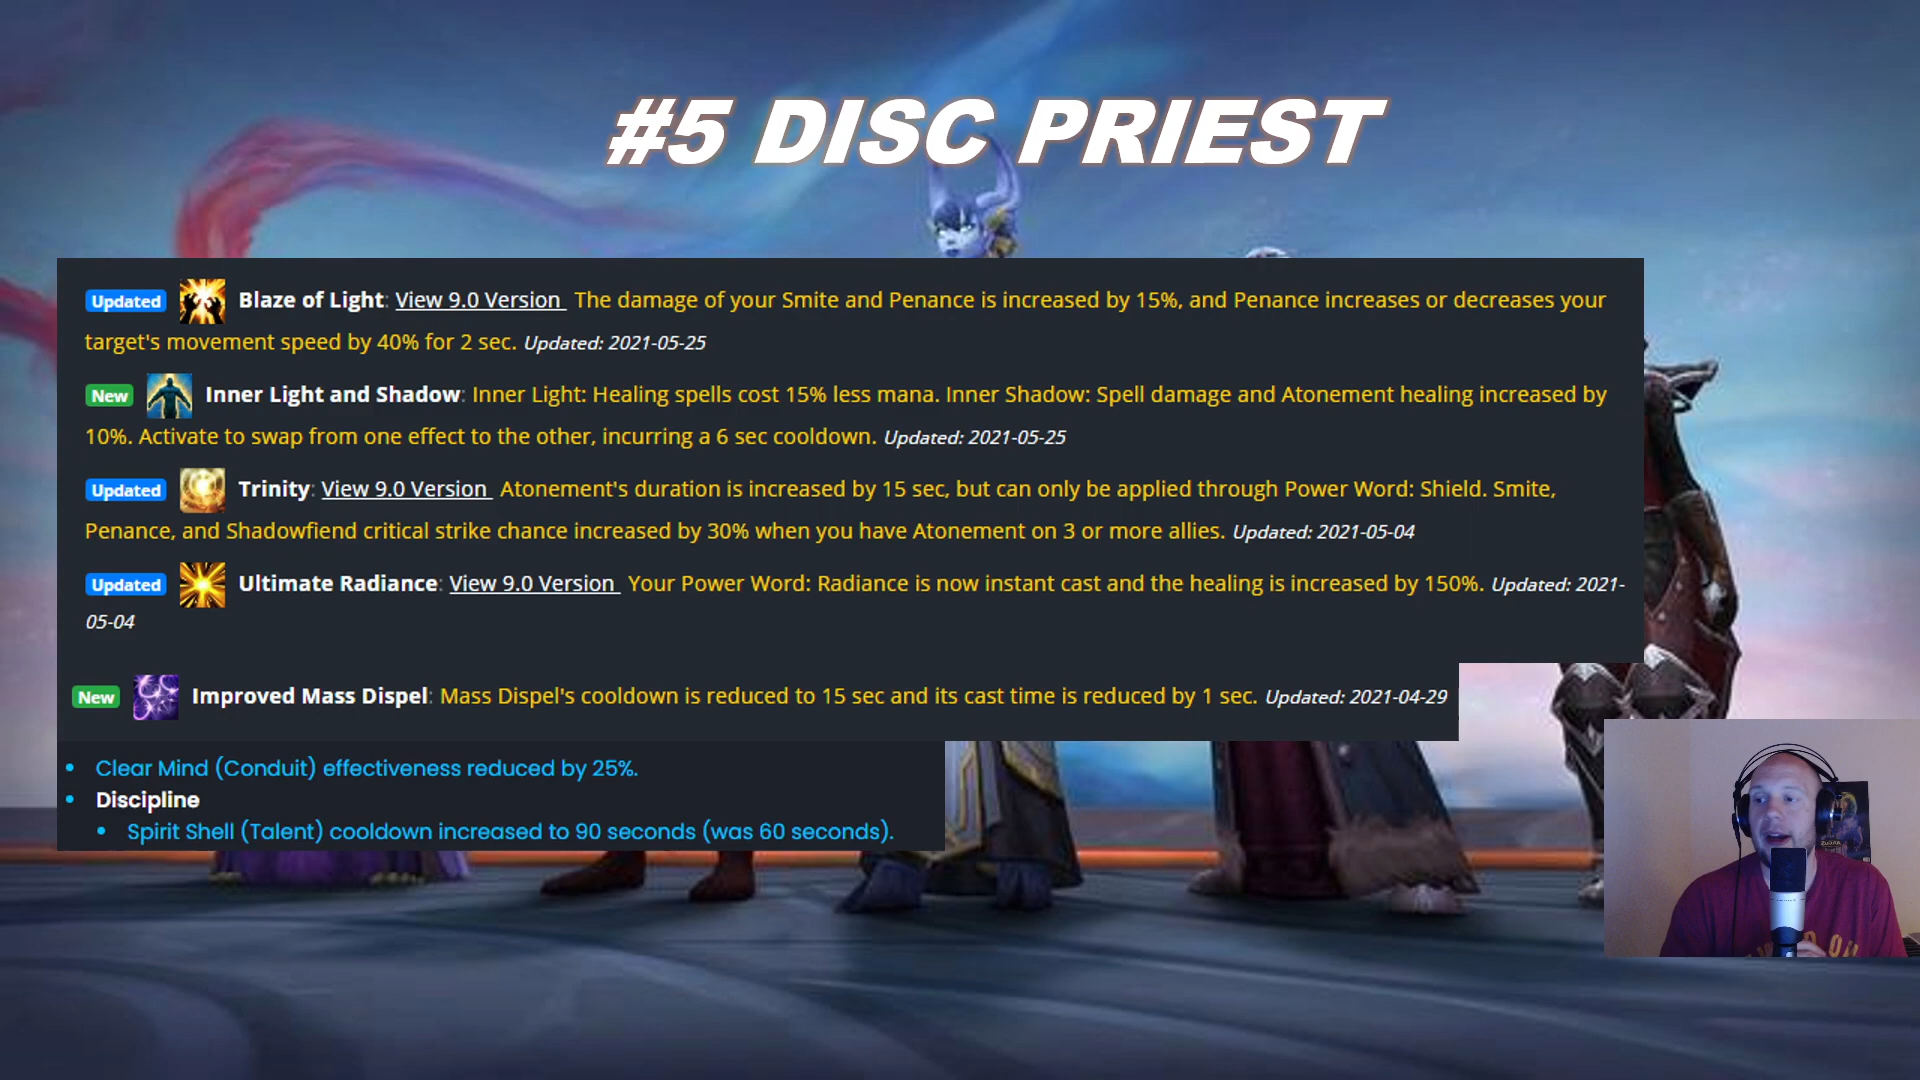 #5 DISC PRIEST
Updated Blaze of Light: View 9.0 Version The damage of your Smite and Penance is increased by 15%, and Penance increases or decreases your
target's movement speed by 40% for 2 sec. Updated: 2021-05-25
New Inner Light and Shadow: Inner Light: Healing spells cost 15% less mana. Inner Shadow: Spell damage and Atonement healing increased by
10%. Activate to swap from one effect to the other, incurring a 6 sec cooldown. Updated: 2021-05-25
Updated Trinity: View 9.0 Version Atonement's duration is increased by 15 sec, but can only be applied through Power Word: Shield. Smite,
Penance, and Shadowfiend critical strike chance increased by 30% when you have Atonement on 3 or more allies. Updated: 2021-05-04
Updated Ultimate Radiance: View 9.0 Version Your Power Word: Radiance is now instant cast and the healing is increased by 150%. Updated: 2021-
05-04
New Improved Mass Dispel: Mass Dispel's cooldown is reduced to 15 sec and its cast time is reduced by 1 sec. Updated: 2021-04-29
• Clear Mind (Conduit) effectiveness reduced by 25%.
• Discipline
• Spirit Shell (Talent) cooldown increased to 90 seconds (was 60 seconds).